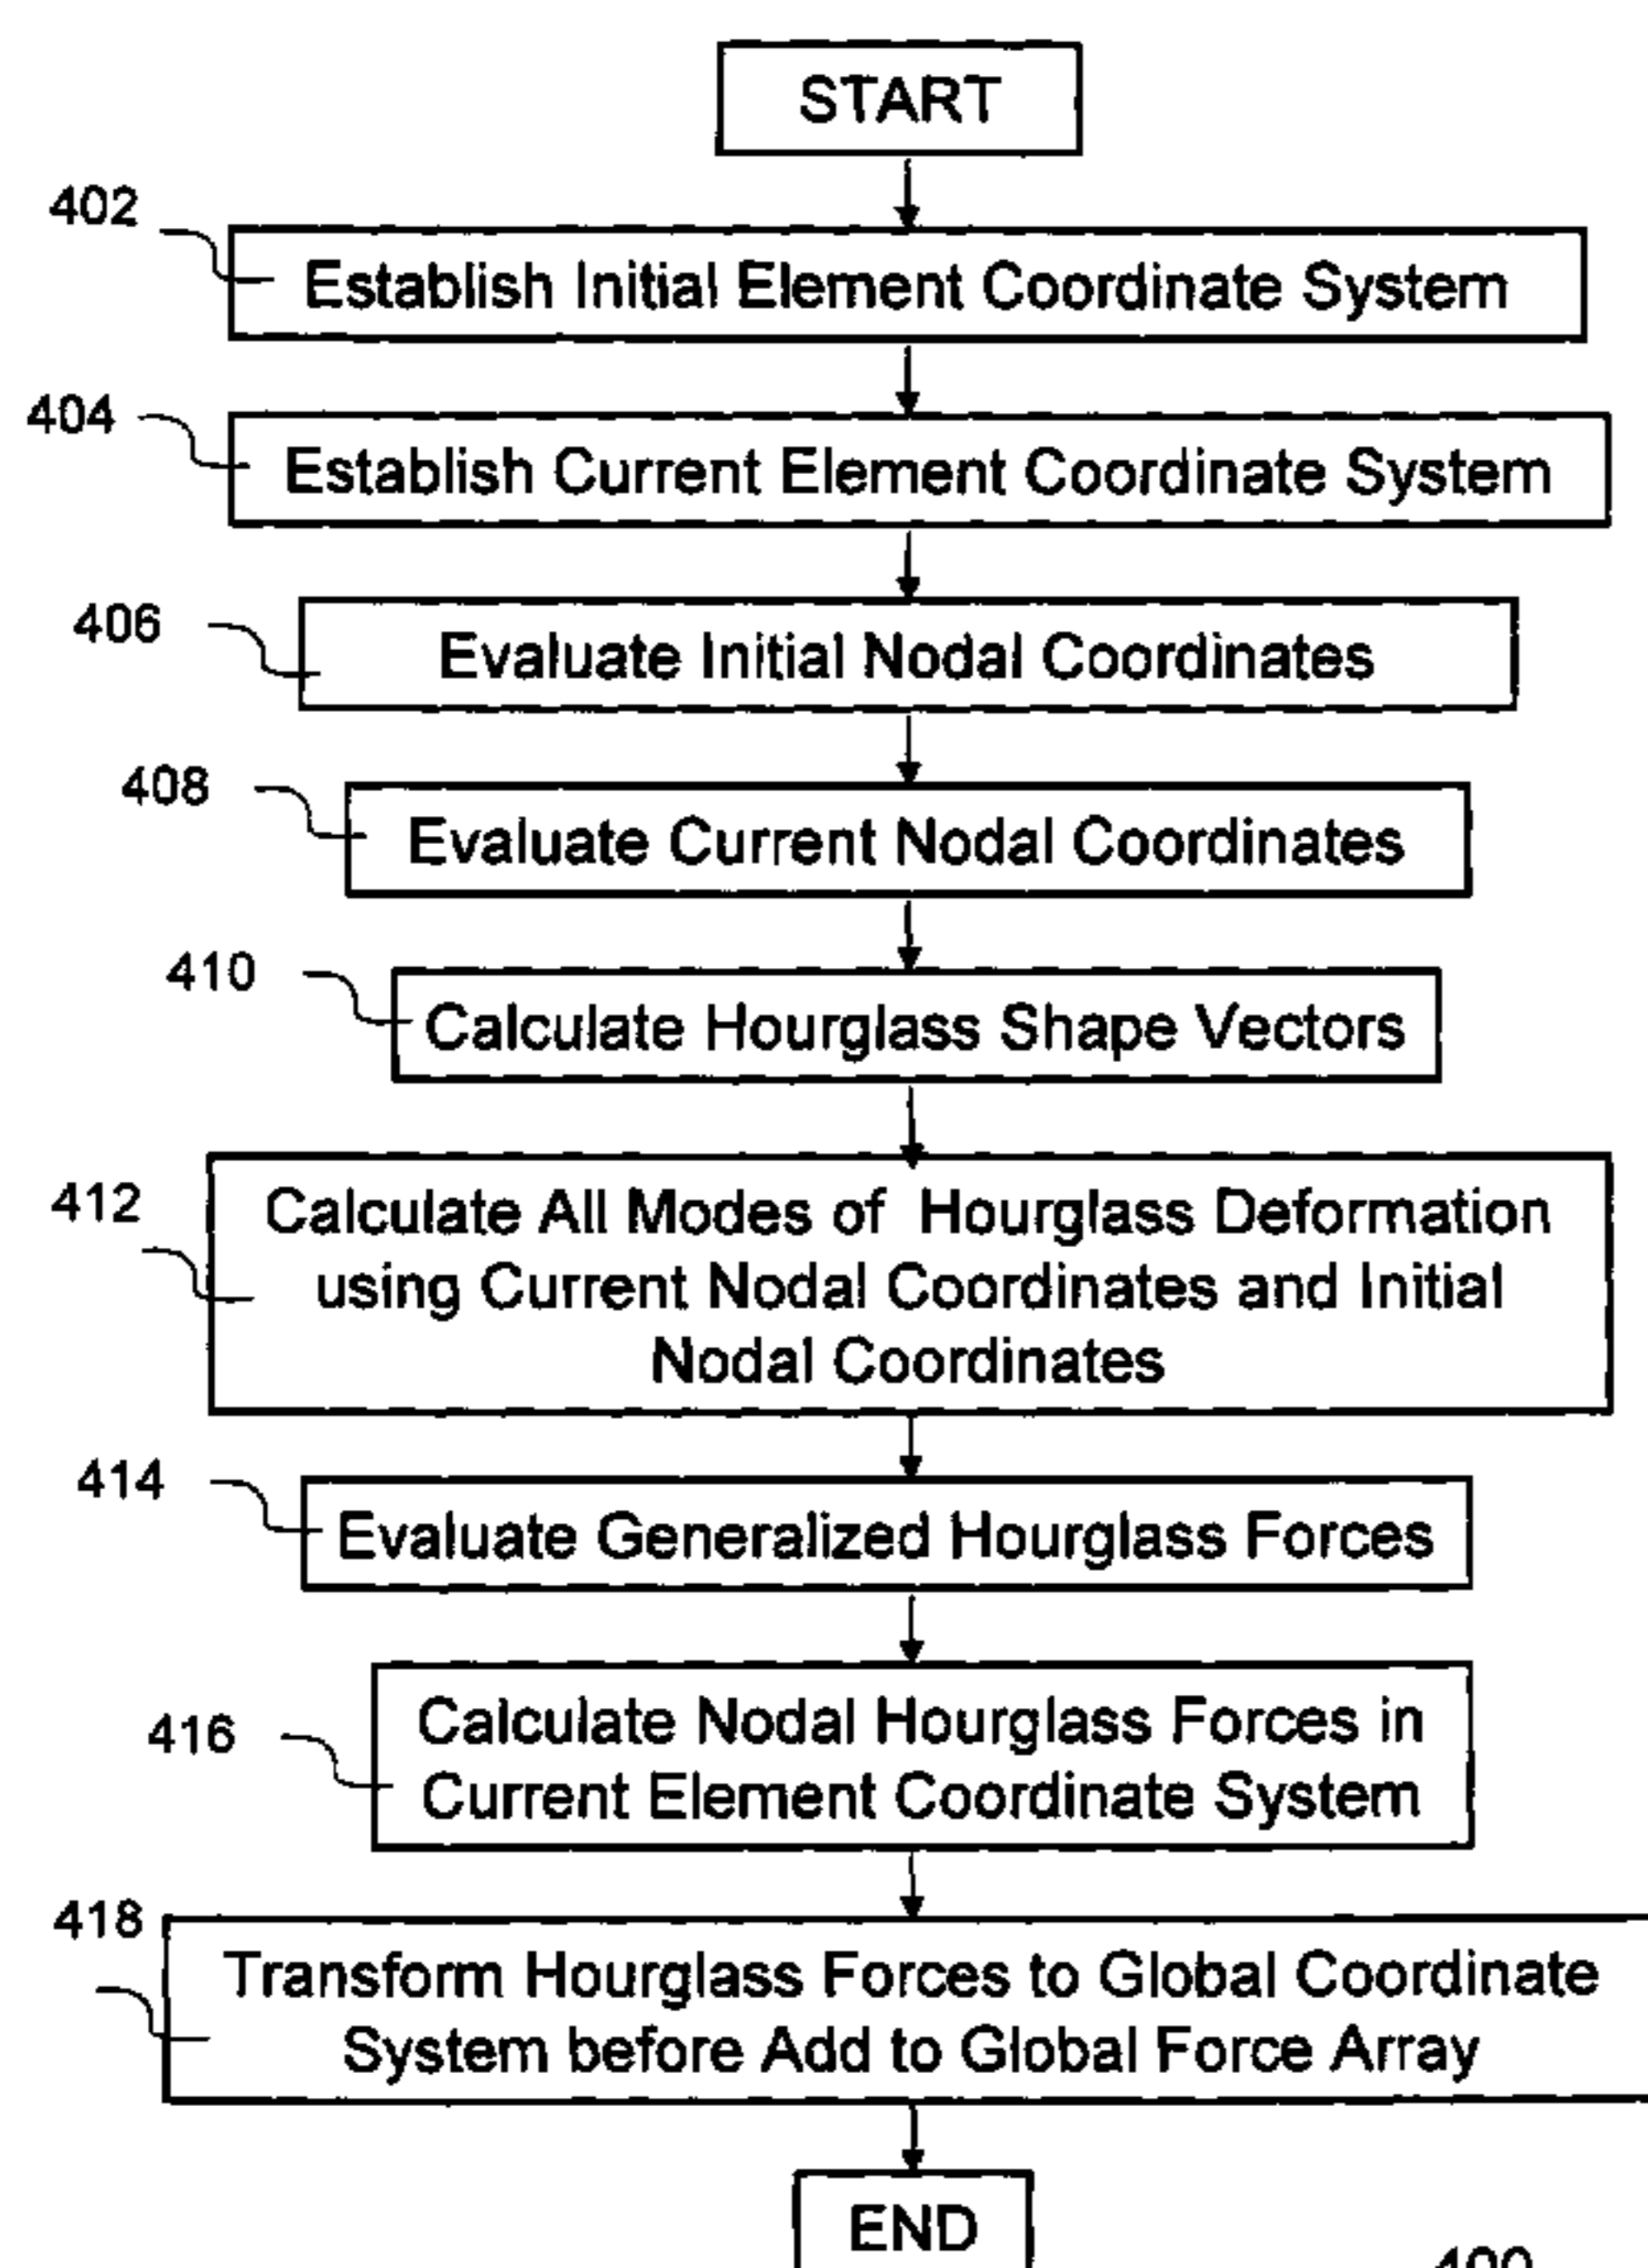 START
402
Establish Initial Element Coordinate System
404
Establish Current Element Coordinate System
406
Evaluate Initial Nodal Coordinates
408
Evaluate Current Nodal Coordinates
410
Calculate Hourglass Shape Vectors
412
Calculate All Modes of Hourglass Deformation
using Current Nodal Coordinates and Initial
Nodal Coordinates
414
Evaluate Generalized Hourglass Forces
416
Calculate Nodal Hourglass Forces in
Current Element Coordinate System
418
Transform Hourglass Forces to Global Coordinate
System before Add to Global Force Array
END